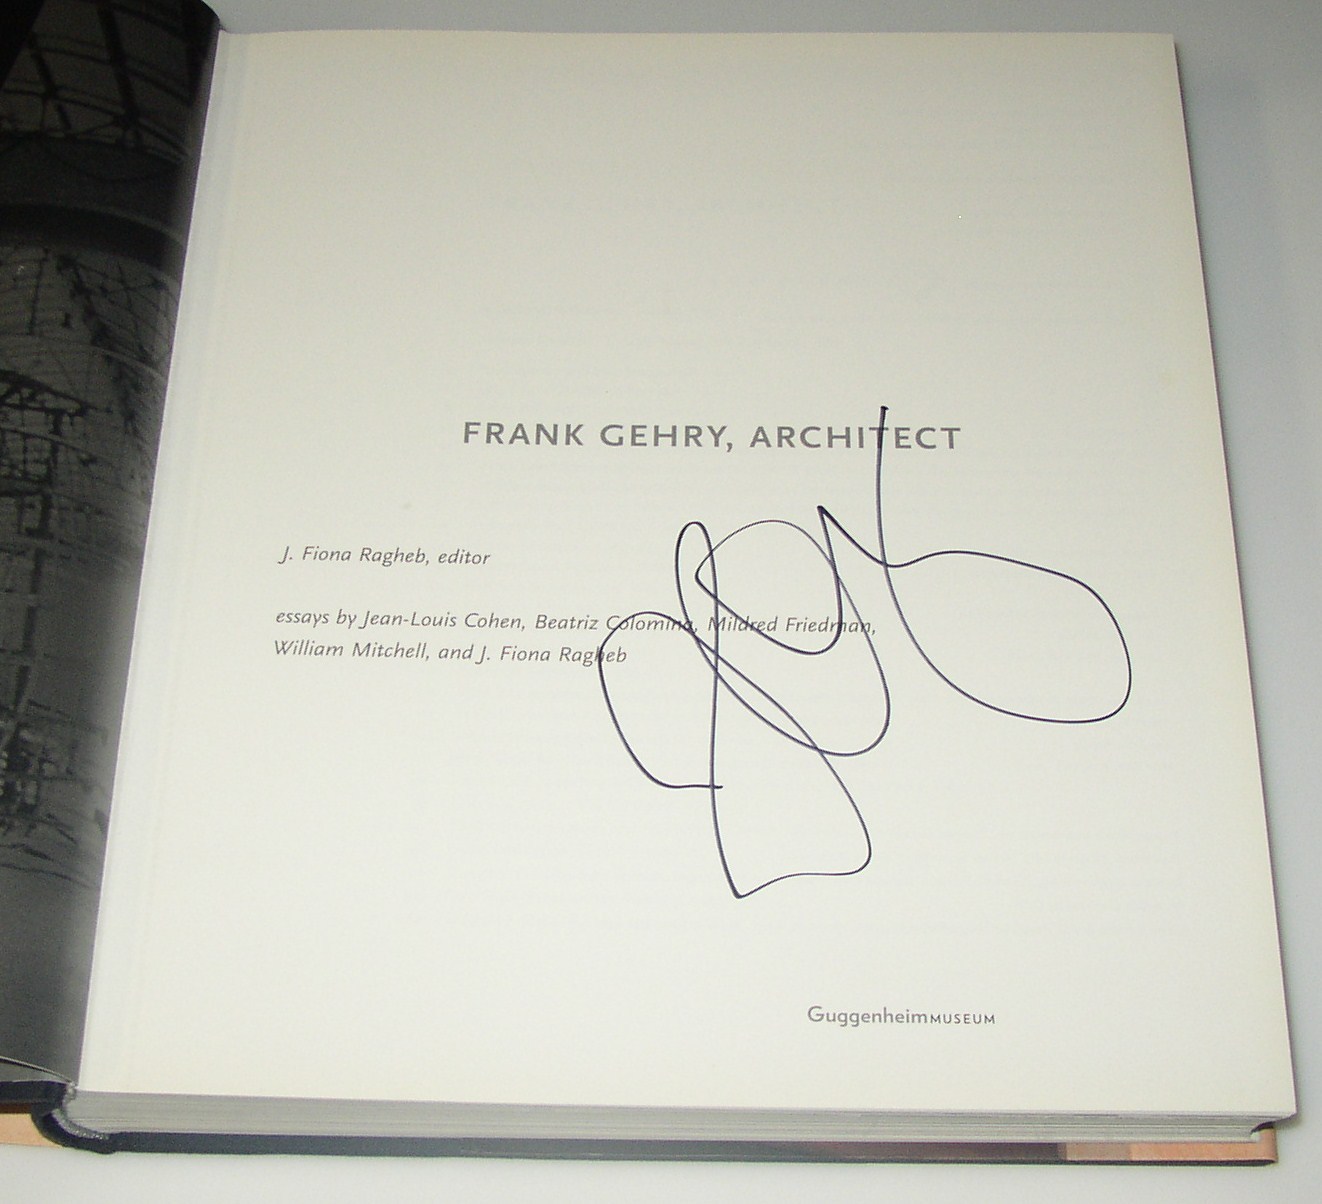 FRANK GEHRY, ARCHITECT
J. Fiona Ragheb, editor
essays by Jean-Louis Cohen, Beatriz Colomina, Mildred Friedman,
William Mitchell, and J. Fiona Ragheb
GuggenheimMUSEUM